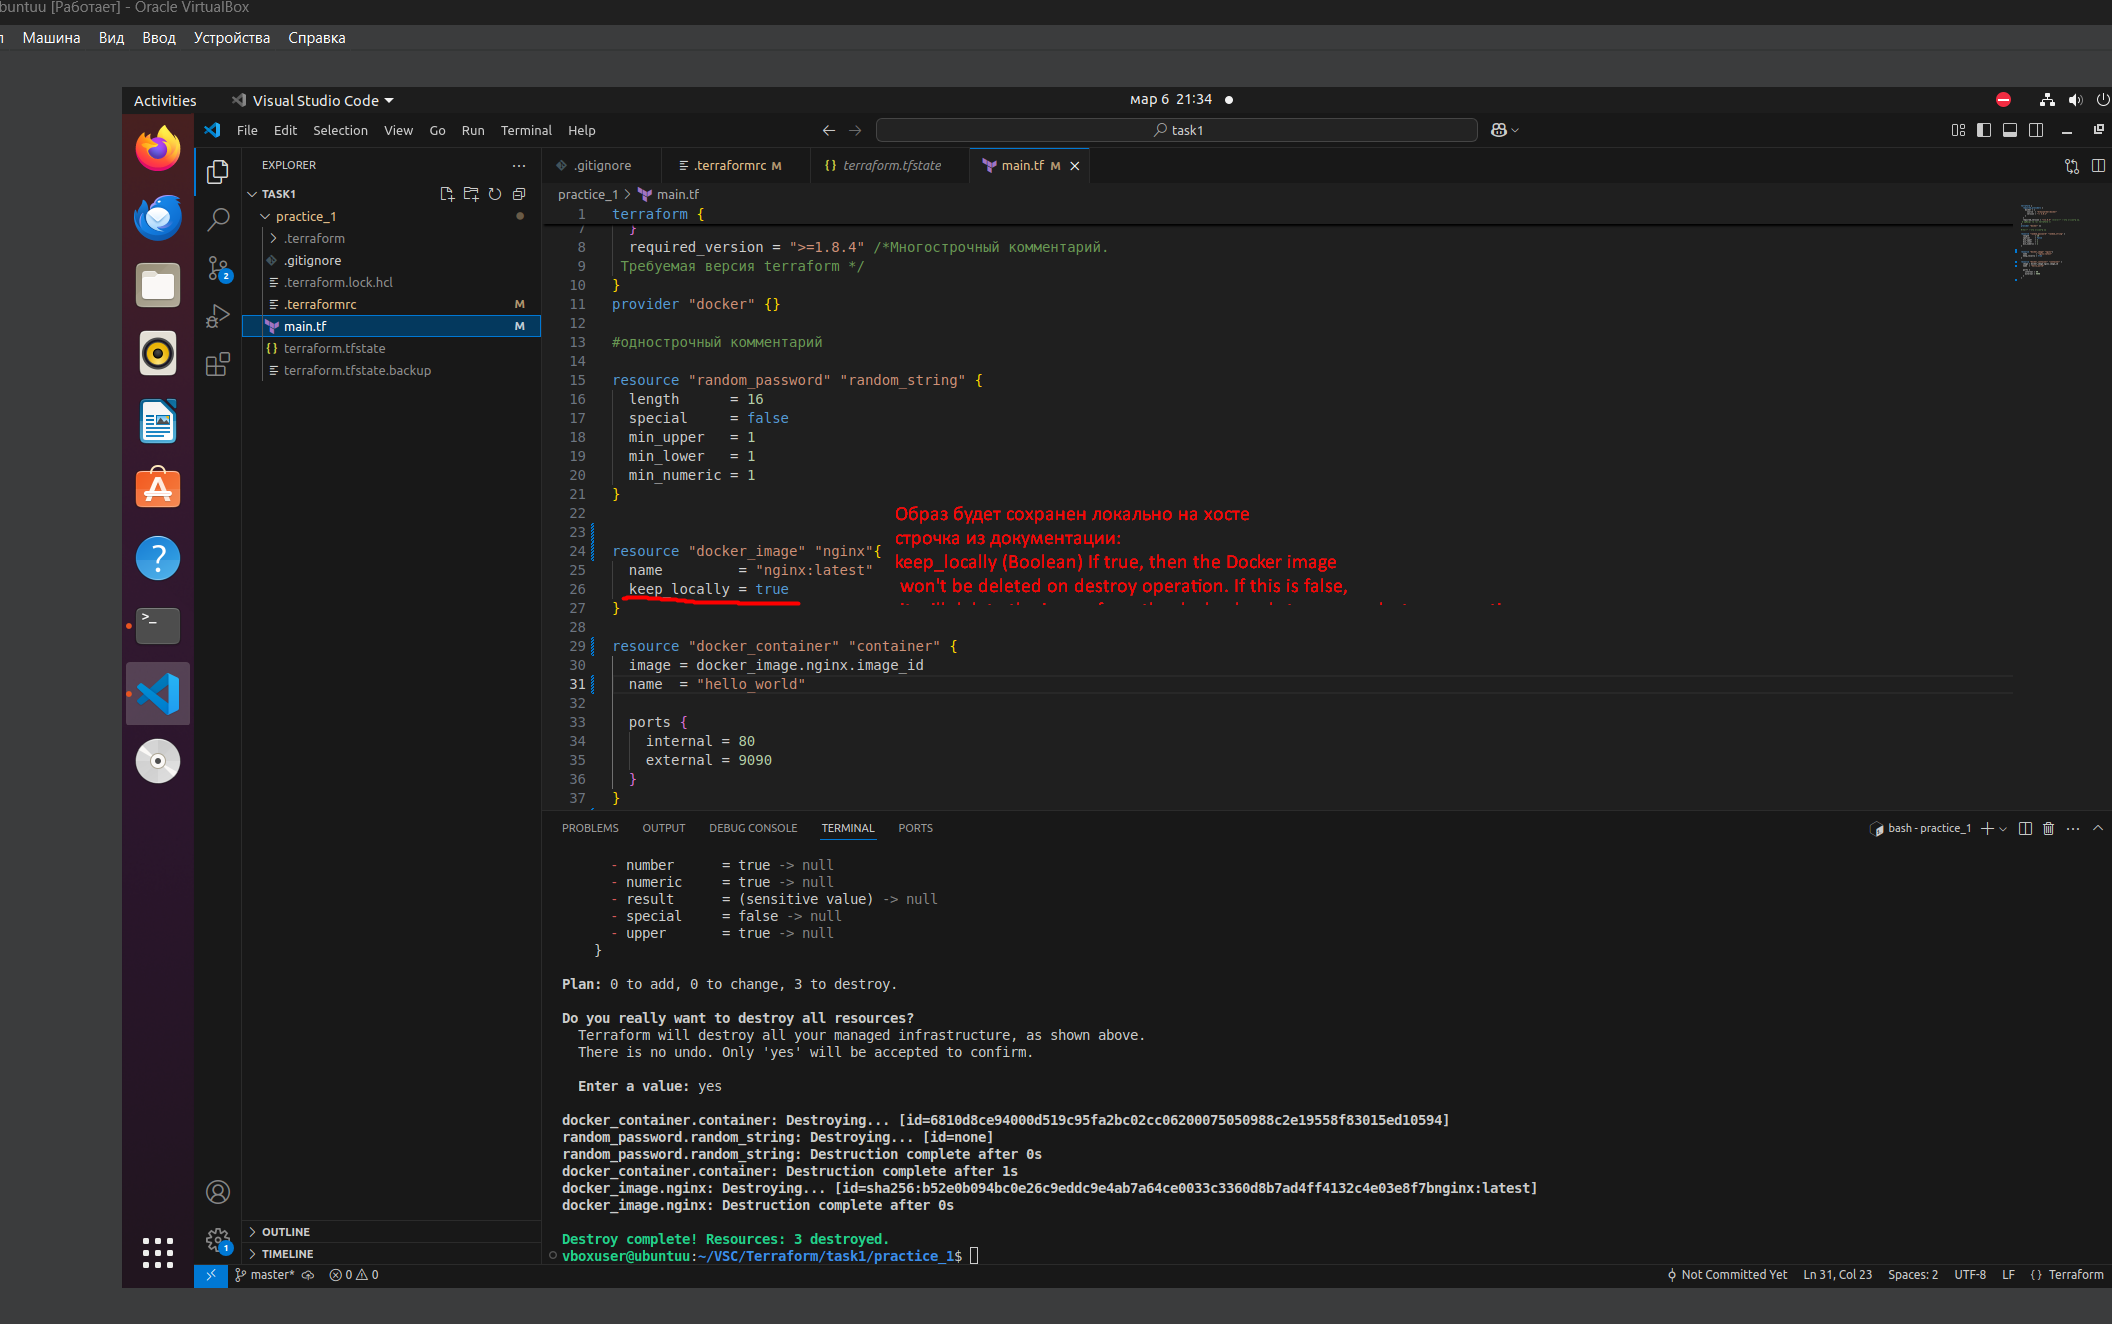 buntuu [Работает] - Oracle VirtualBox
Машина Вид Ввод Устройства Справка
Activities Visual Studio Code мар 6 21:34
File Edit Selection View Go Run Terminal Help task1
EXPLORER
TASK1
practice_1
.terraform
.gitignore
.terraform.lock.hcl
.terraformrc M
main.tf M
terraform.tfstate
terraform.tfstate.backup
OUTLINE
TIMELINE
.gitignore .terraformrc M terraform.tfstate main.tf M
practice_1 > main.tf
1 terraform {
7 }
8 required_version = ">=1.8.4" /*Многострочный комментарий.
9 Требуемая версия terraform */
10 }
11 provider "docker" {}
12
13 #однострочный комментарий
14
15 resource "random_password" "random_string" {
16 length = 16
17 special = false
18 min_upper = 1
19 min_lower = 1
20 min_numeric = 1
21 }
22
23
24 resource "docker_image" "nginx"{
25 name = "nginx:latest"
26 keep_locally = true
27 }
28
29 resource "docker_container" "container" {
30 image = docker_image.nginx.image_id
31 name = "hello_world"
32
33 ports {
34 internal = 80
35 external = 9090
36 }
37 }
Образ будет сохранен локально на хосте
строчка из документации:
keep_locally (Boolean) If true, then the Docker image
won't be deleted on destroy operation. If this is false,
PROBLEMS OUTPUT DEBUG CONSOLE TERMINAL PORTS
bash - practice_1
- number = true -> null
- numeric = true -> null
- result = (sensitive value) -> null
- special = false -> null
- upper = true -> null
}
Plan: 0 to add, 0 to change, 3 to destroy.
Do you really want to destroy all resources?
Terraform will destroy all your managed infrastructure, as shown above.
There is no undo. Only 'yes' will be accepted to confirm.
Enter a value: yes
docker_container.container: Destroying... [id=6810d8ce94000d519c95fa2bc02cc06200075050988c2e19558f83015ed10594]
random_password.random_string: Destroying... [id=none]
random_password.random_string: Destruction complete after 0s
docker_container.container: Destruction complete after 1s
docker_image.nginx: Destroying... [id=sha256:b52e0b094bc0e26c9eddc9e4ab7a64ce0033c3360d8b7ad4ff4132c4e03e8f7bnginx:latest]
docker_image.nginx: Destruction complete after 0s
Destroy complete! Resources: 3 destroyed.
vboxuser@ubuntuu:~/VSC/Terraform/task1/practice_1$
master* 0 0 Not Committed Yet Ln 31, Col 23 Spaces: 2 UTF-8 LF {} Terraform